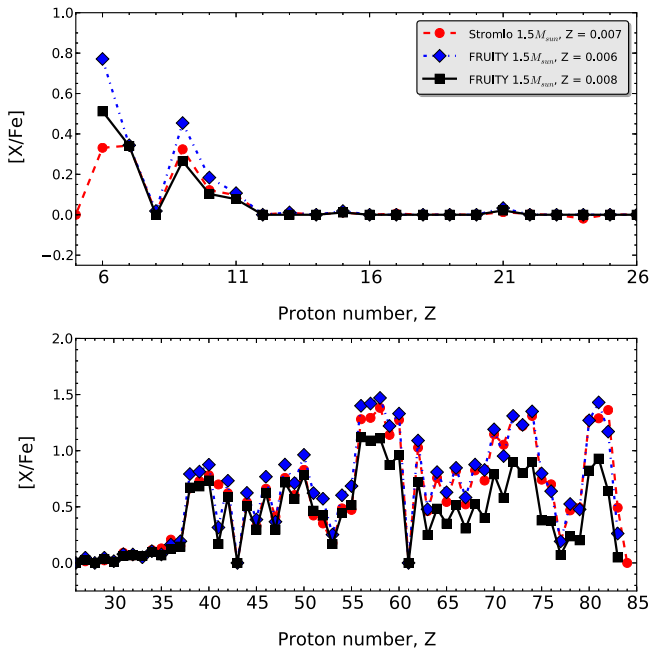 1.0
0.8
0.6
0.4
0.2
0.0
−0.2
[X/Fe]
Stromlo 1.5M_sun, Z = 0.007
FRUITY 1.5M_sun, Z = 0.006
FRUITY 1.5M_sun, Z = 0.008
6 11 16 21 26
Proton number, Z
2.0
1.5
1.0
0.5
0.0
[X/Fe]
30 35 40 45 50 55 60 65 70 75 80 85
Proton number, Z